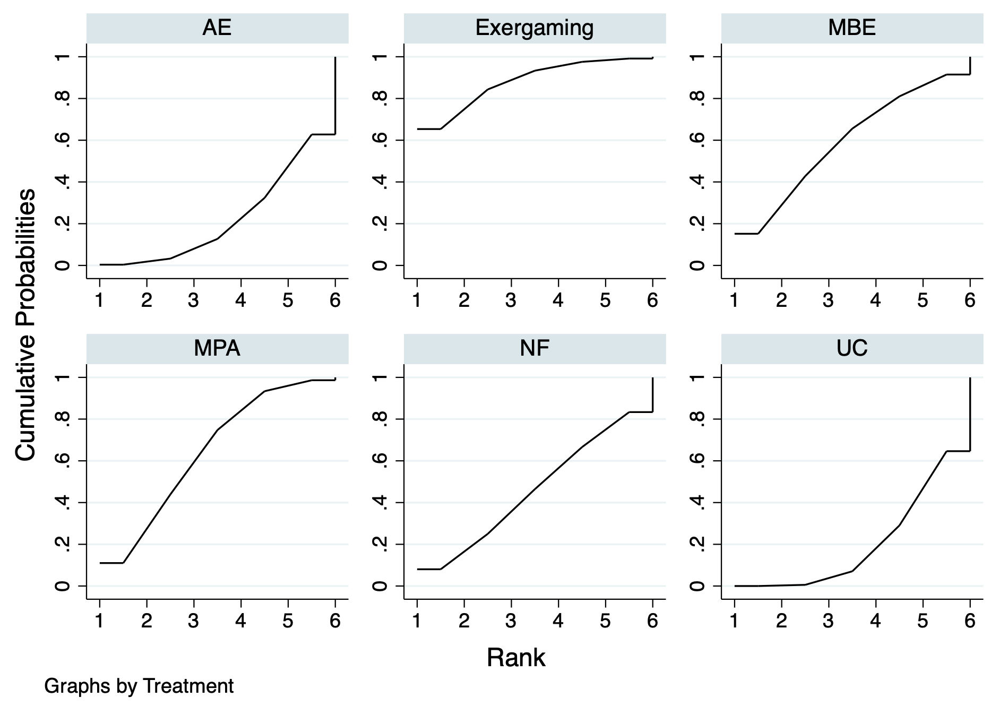 AE Exergaming MBE
1 .8 .6 .4 .2 0 1 .8 .6 .4 .2 0 1 .8 .6 .4 .2 0
1 2 3 4 5 6 1 2 3 4 5 6 1 2 3 4 5 6
Cumulative Probabilities
MPA NF UC
1 .8 .6 .4 .2 0 1 .8 .6 .4 .2 0 1 .8 .6 .4 .2 0
1 2 3 4 5 6 1 2 3 4 5 6 1 2 3 4 5 6
Rank
Graphs by Treatment